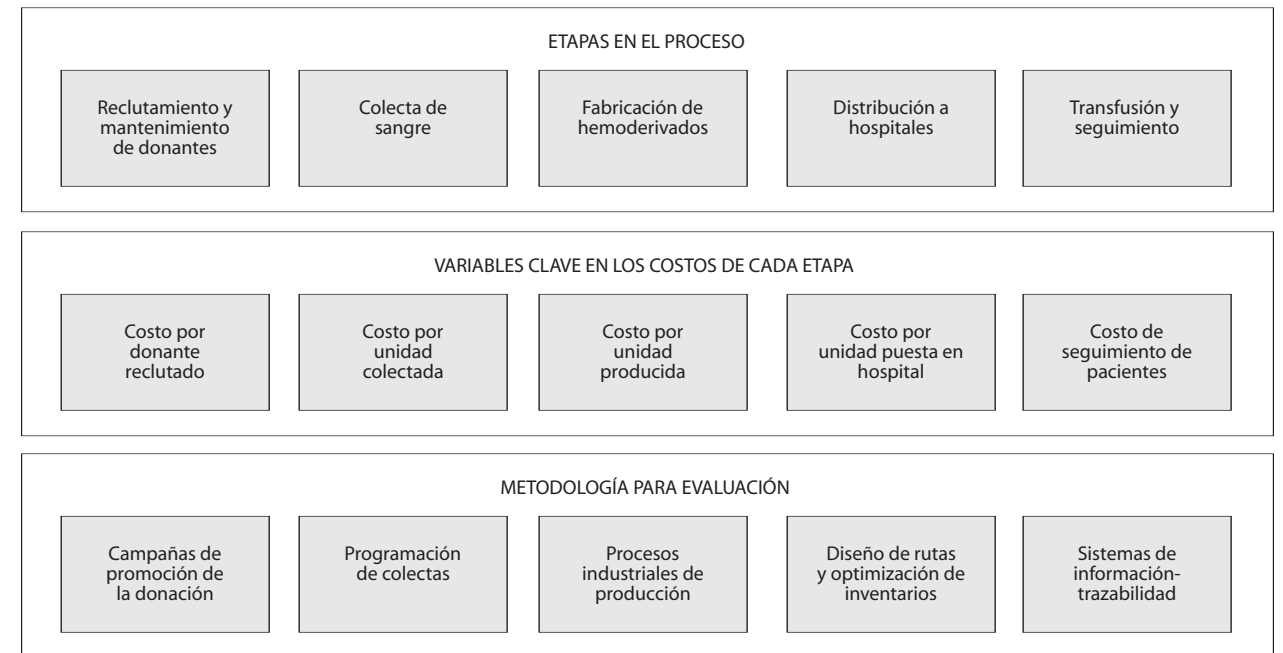 ETAPAS EN EL PROCESO
Reclutamiento y
mantenimiento
de donantes
Colecta de
sangre
Fabricación de
hemoderivados
Distribución a
hospitales
Transfusión y
seguimiento
VARIABLES CLAVE EN LOS COSTOS DE CADA ETAPA
Costo por
donante
reclutado
Costo por
unidad
colectada
Costo por
unidad
producida
Costo por
unidad puesta en
hospital
Costo de
seguimiento de
pacientes
METODOLOGÍA PARA EVALUACIÓN
Campañas de
promoción de
la donación
Programación
de colectas
Procesos
industriales de
producción
Diseño de rutas
y optimización de
inventarios
Sistemas de
información-
trazabilidad